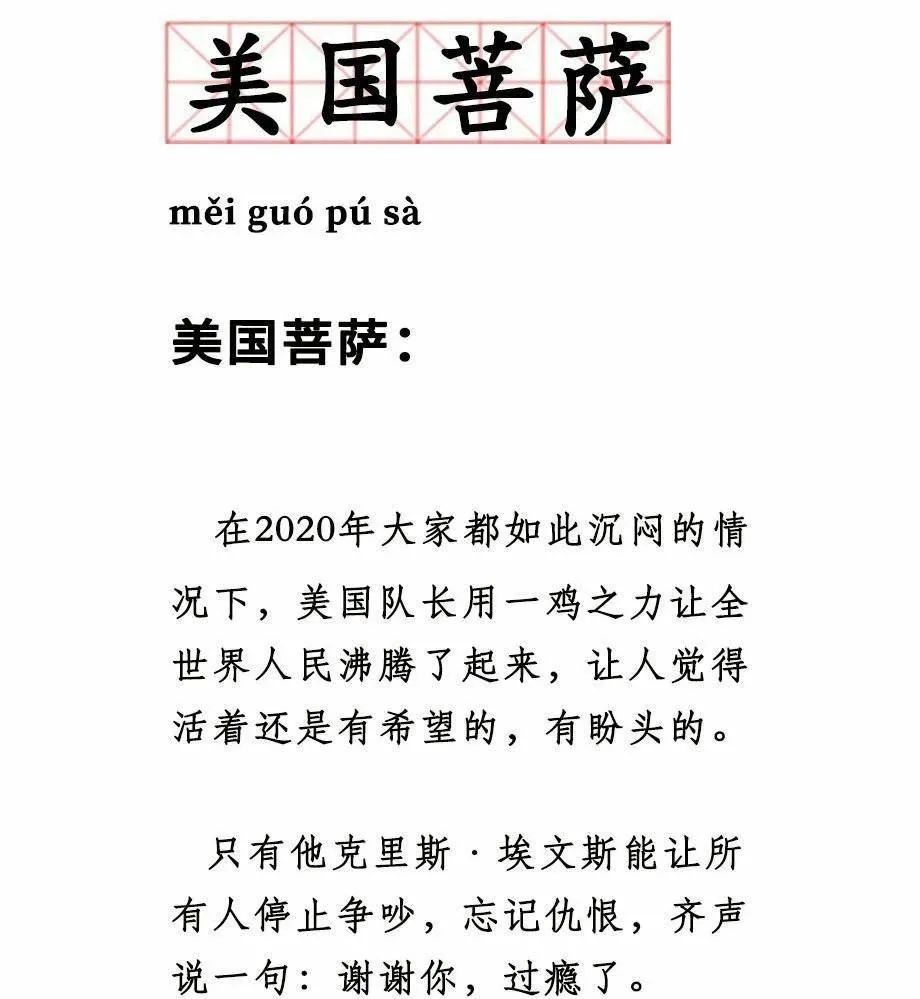 美国菩萨
měi guó pú sà
美国菩萨：
在2020年大家都如此沉闷的情
况下，美国队长用一鸡之力让全
世界人民沸腾了起来，让人觉得
活着还是有希望的，有盼头的。
只有他克里斯·埃文斯能让所
有人停止争吵，忘记仇恨，齐声
说一句：谢谢你，过瘾了。